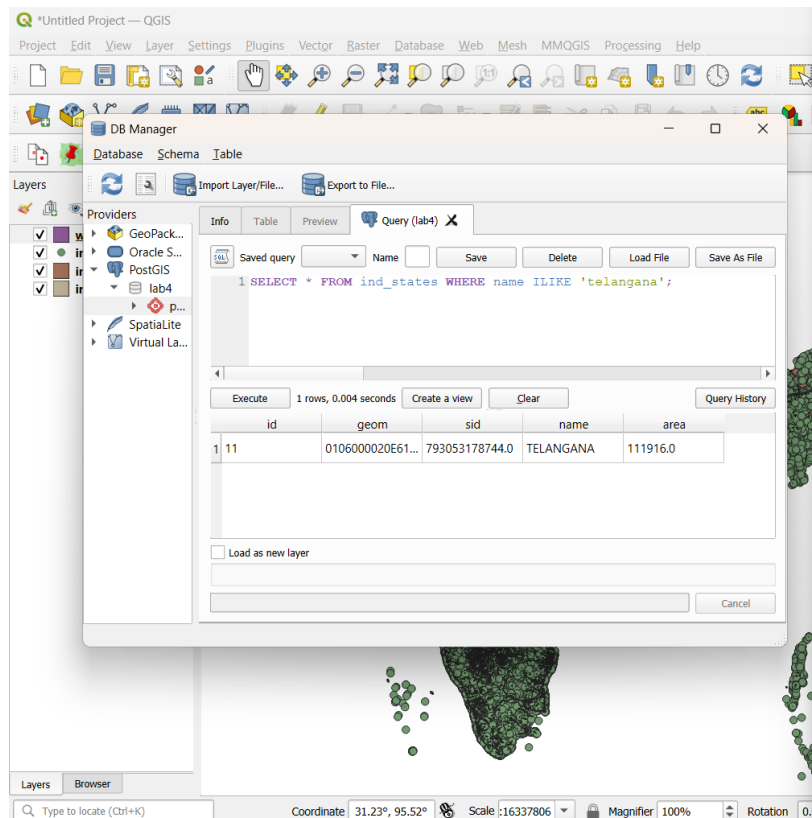 *Untitled Project — QGIS
Project Edit View Layer Settings Plugins Vector Raster Database Web Mesh MMQGIS Processing Help
DB Manager
Database Schema Table
Import Layer/File... Export to File...
Layers
Providers
GeoPack...
Oracle S...
PostGIS
lab4
p...
SpatiaLite
Virtual La...
Info Table Preview Query (lab4)
SQL Saved query Name Save Delete Load File Save As File
1 SELECT * FROM ind_states WHERE name ILIKE 'telangana';
Execute 1 rows, 0.004 seconds Create a view Clear Query History
id geom sid name area
1 11 0106000020E61... 793053178744.0 TELANGANA 111916.0
Load as new layer
Cancel
Layers Browser
Type to locate (Ctrl+K) Coordinate 31.23°, 95.52° Scale :16337806 Magnifier 100% Rotation 0.